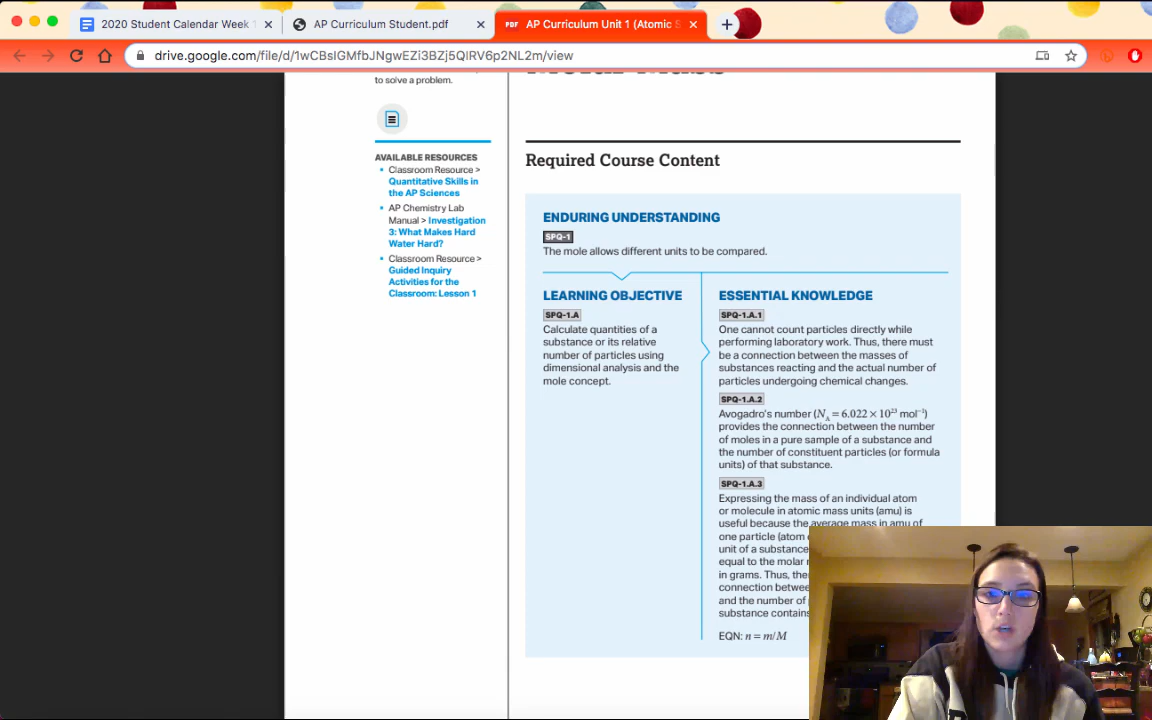 2020 Student Calendar Week
AP Curriculum Student.pdf
PDF AP Curriculum Unit 1 (Atomic S
drive.google.com/file/d/1wCBsIGMfbJNgwEZi3BZj5QIRV6p2NL2m/view
to solve a problem.
AVAILABLE RESOURCES
• Classroom Resource >
Quantitative Skills in
the AP Sciences
• AP Chemistry Lab
Manual > Investigation
3: What Makes Hard
Water Hard?
• Classroom Resource >
Guided Inquiry
Activities for the
Classroom: Lesson 1
Required Course Content
ENDURING UNDERSTANDING
SPQ-1
The mole allows different units to be compared.
LEARNING OBJECTIVE
SPQ-1.A
Calculate quantities of a
substance or its relative
number of particles using
dimensional analysis and the
mole concept.
ESSENTIAL KNOWLEDGE
SPQ-1.A.1
One cannot count particles directly while
performing laboratory work. Thus, there must
be a connection between the masses of
substances reacting and the actual number of
particles undergoing chemical changes.
SPQ-1.A.2
Avogadro's number (N_A = 6.022 × 10²³ mol⁻¹)
provides the connection between the number
of moles in a pure sample of a substance and
the number of constituent particles (or formula
units) of that substance.
SPQ-1.A.3
Expressing the mass of an individual atom
or molecule in atomic mass units (amu) is
useful because the average mass in amu of
one particle (atom
unit of a substance
equal to the molar
in grams. Thus,
connection
and the number of
substance contains
EQN: n = m/M